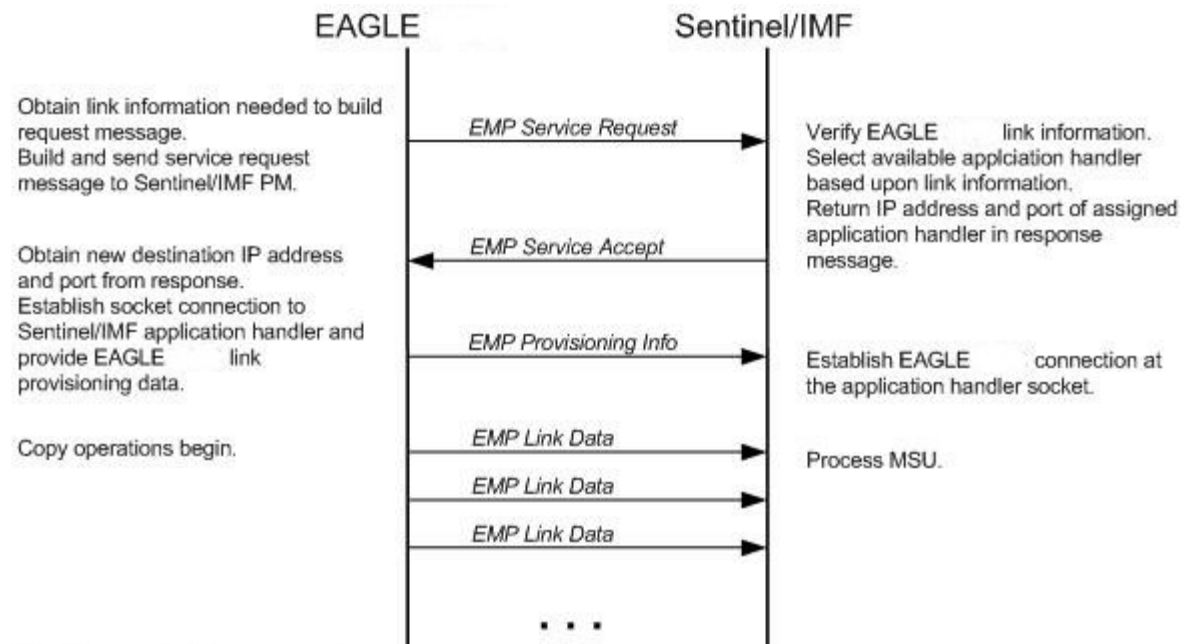 EAGLE
Sentinel/IMF
Obtain link information needed to build
request message.
Build and send service request
message to Sentinel/IMF PM.
EMP Service Request
Verify EAGLE link information.
Select available applciation handler
based upon link information.
Return IP address and port of assigned
application handler in response
message.
Obtain new destination IP address
and port from response.
Establish socket connection to
Sentinel/IMF application handler and
provide EAGLE link
provisioning data.
EMP Service Accept
EMP Provisioning Info
Establish EAGLE connection at
the application handler socket.
Copy operations begin.
EMP Link Data
Process MSU.
EMP Link Data
EMP Link Data
. . .